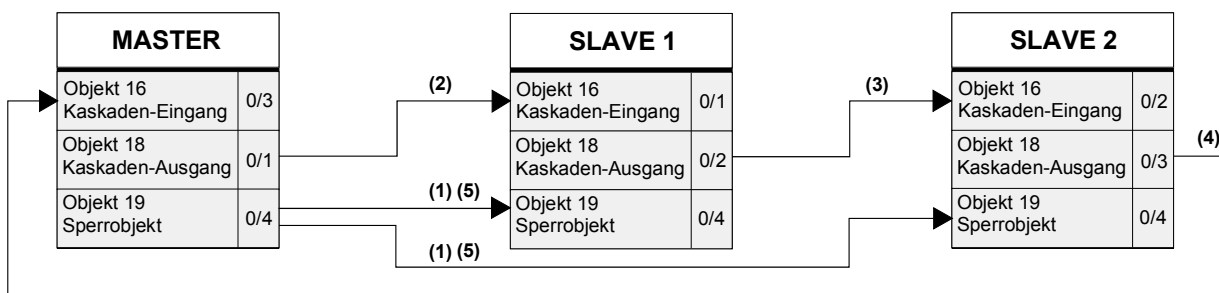 MASTER
Objekt 16
Kaskaden-Eingang
0/3
Objekt 18
Kaskaden-Ausgang
0/1
Objekt 19
Sperrobjekt
0/4
(2)
(1) (5)
(1) (5)
SLAVE 1
Objekt 16
Kaskaden-Eingang
0/1
Objekt 18
Kaskaden-Ausgang
0/2
Objekt 19
Sperrobjekt
0/4
(3)
SLAVE 2
Objekt 16
Kaskaden-Eingang
0/2
Objekt 18
Kaskaden-Ausgang
0/3
Objekt 19
Sperrobjekt
0/4
(4)